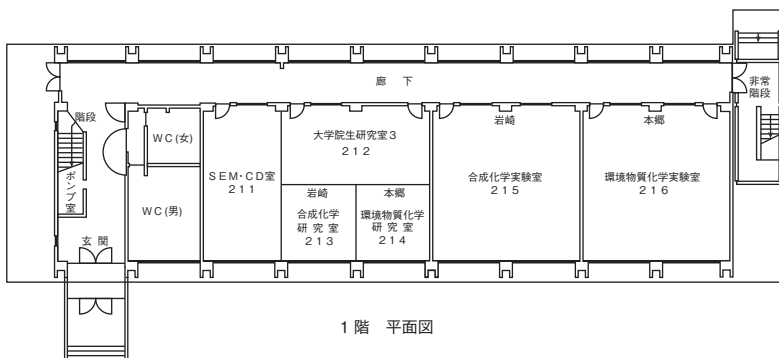 廊　下
非常
階段
階段
ポンプ室
玄 関
WC(女)
WC(男)
SEM・CD室
211
大学院生研究室3
212
岩崎
合成化学
研 究 室
213
本郷
環境物質化学
研 究 室
214
岩崎
合成化学実験室
215
本郷
環境物質化学実験室
216
1階　平面図